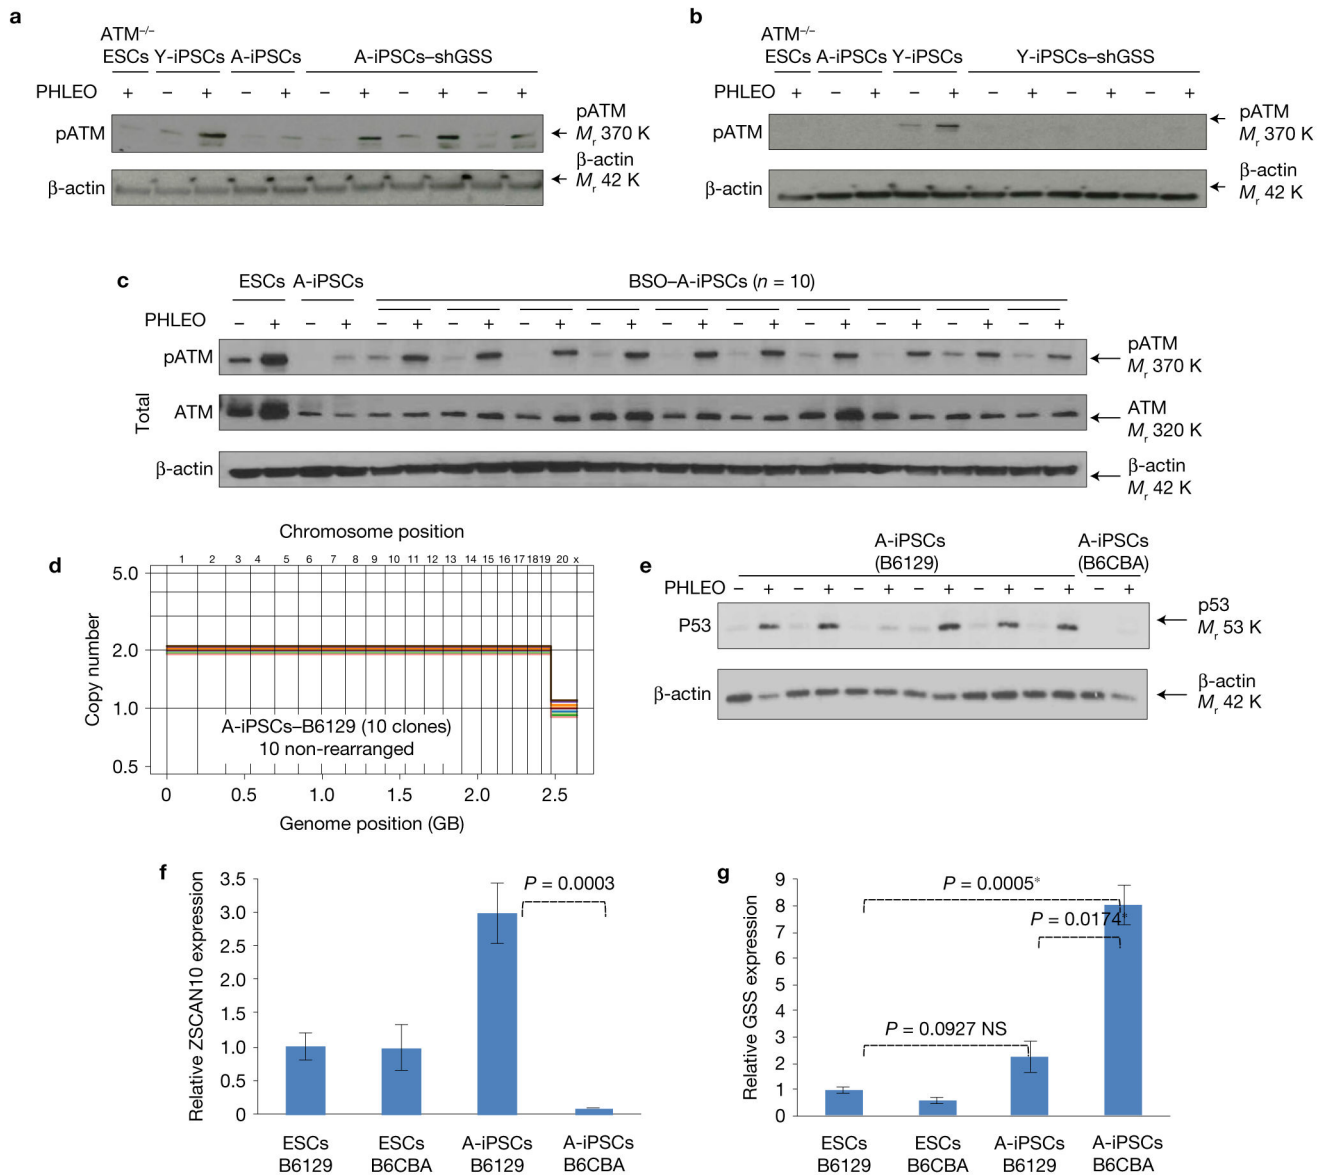 a
ATM–/–
ESCs Y-iPSCs A-iPSCs A-iPSCs–shGSS
PHLEO + – + – + – + – + – +
pATM
pATM
Mr 370 K
β-actin
β-actin
Mr 42 K
b
ATM–/–
ESCs A-iPSCs Y-iPSCs Y-iPSCs–shGSS
PHLEO + – + – + – + – + – +
pATM
pATM
Mr 370 K
β-actin
β-actin
Mr 42 K
c
ESCs A-iPSCs BSO–A-iPSCs (n = 10)
PHLEO – + – + – + – + – + – + – + – + – + – + – + – +
pATM
pATM
Mr 370 K
Total
ATM
ATM
Mr 320 K
β-actin
β-actin
Mr 42 K
d
Chromosome position
1 2 3 4 5 6 7 8 9 10 11 12 13 14 15 16 17 18 19 20 x
Copy number
5.0
2.0
1.0
0.5
A-iPSCs–B6129 (10 clones)
10 non-rearranged
0 0.5 1.0 1.5 2.0 2.5
Genome position (GB)
e
A-iPSCs
(B6129)
A-iPSCs
(B6CBA)
PHLEO – + – + – + – + – + – + – +
P53
p53
Mr 53 K
β-actin
β-actin
Mr 42 K
f
Relative ZSCAN10 expression
3.5
3.0
2.5
2.0
1.5
1.0
0.5
0
P = 0.0003
ESCs B6129
ESCs B6CBA
A-iPSCs B6129
A-iPSCs B6CBA
g
Relative GSS expression
9
8
7
6
5
4
3
2
1
0
P = 0.0005*
P = 0.0174*
P = 0.0927 NS
ESCs B6129
ESCs B6CBA
A-iPSCs B6129
A-iPSCs B6CBA